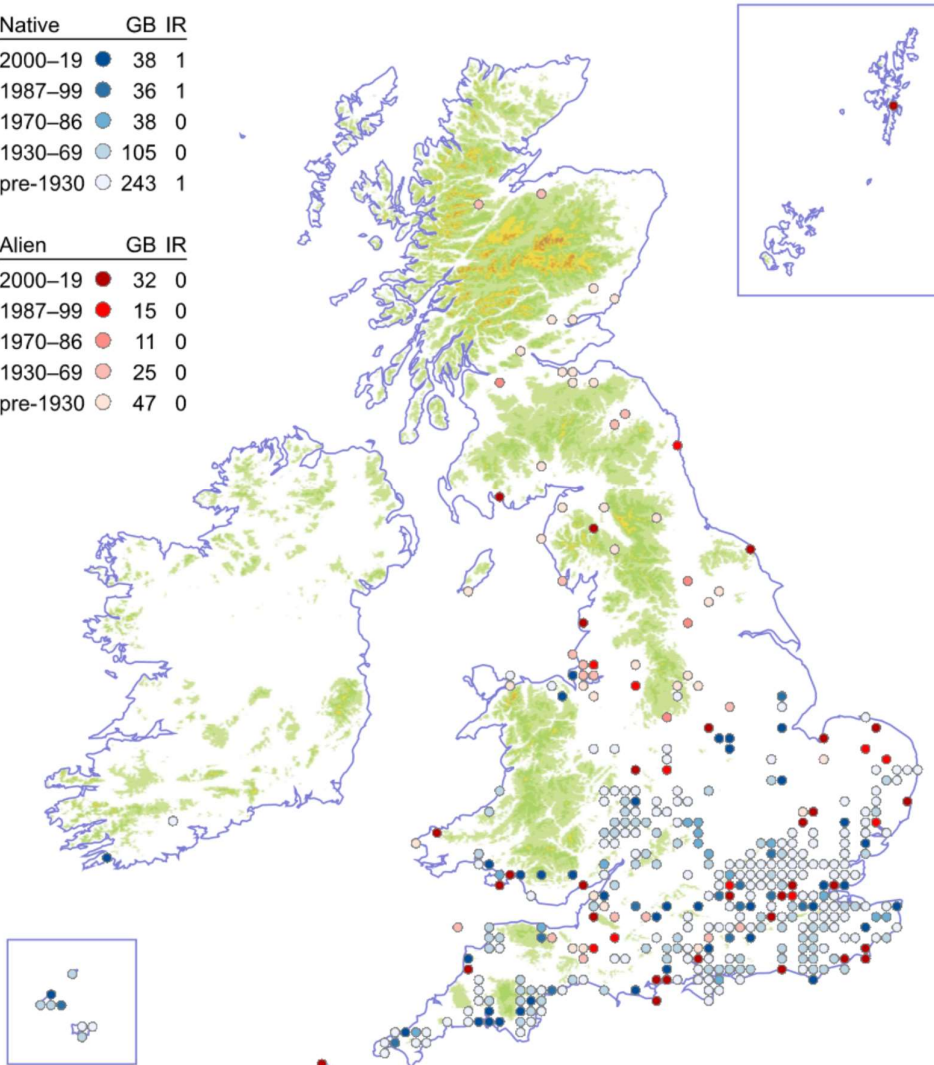 Native GB IR
2000–19 38 1
1987–99 36 1
1970–86 38 0
1930–69 105 0
pre-1930 243 1
Alien GB IR
2000–19 32 0
1987–99 15 0
1970–86 11 0
1930–69 25 0
pre-1930 47 0